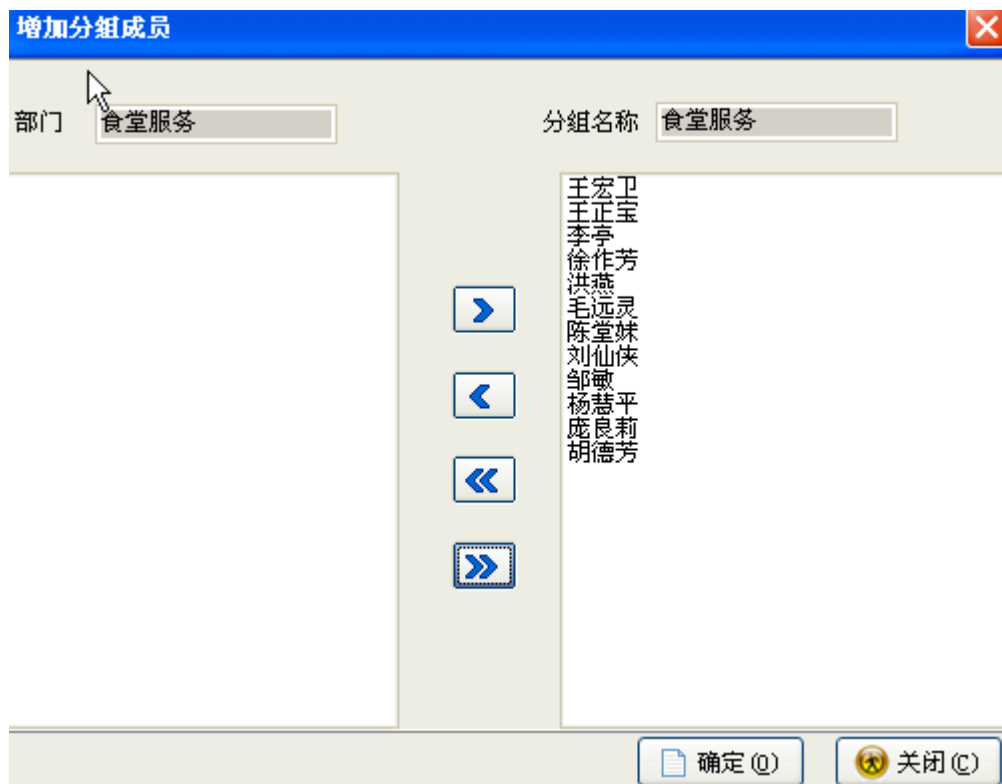 增加分组成员
部门 食堂服务 分组名称 食堂服务
王宏卫
王正宝
李亭
徐作芳
洪燕
毛远灵
陈堂妹
刘仙侠
邹敏
杨慧平
庞良莉
胡德芳
确定(O) 关闭(C)